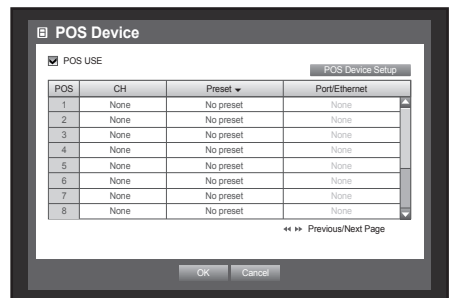 POS Device
POS USE
POS Device Setup
POS CH Preset Port/Ethernet
1 None No preset None
2 None No preset None
3 None No preset None
4 None No preset None
5 None No preset None
6 None No preset None
7 None No preset None
8 None No preset None
Previous/Next Page
OK Cancel